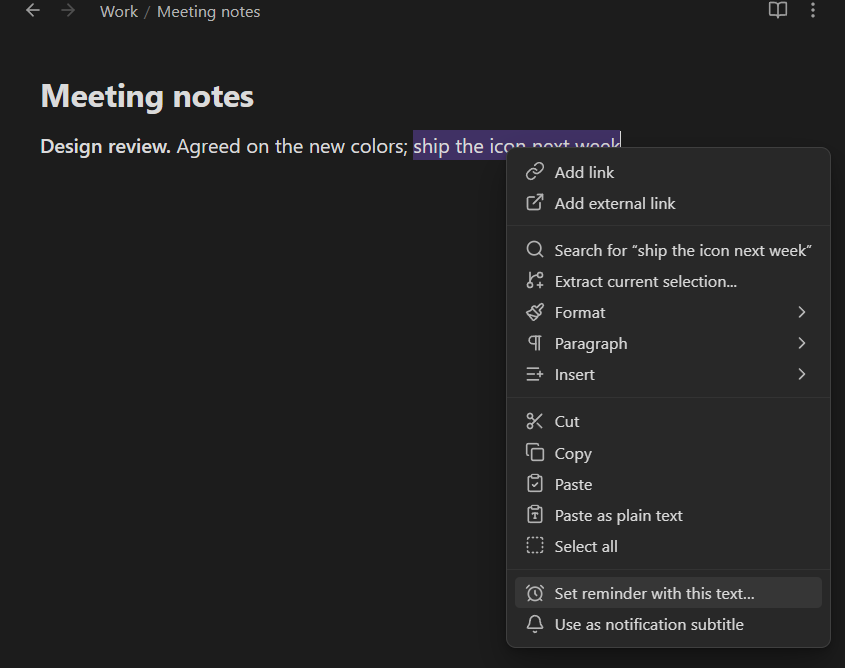 Work / Meeting notes
Meeting notes
Design review. Agreed on the new colors; ship the icon next week
Add link
Add external link
Search for “ship the icon next week”
Extract current selection...
Format
Paragraph
Insert
Cut
Copy
Paste
Paste as plain text
Select all
Set reminder with this text...
Use as notification subtitle